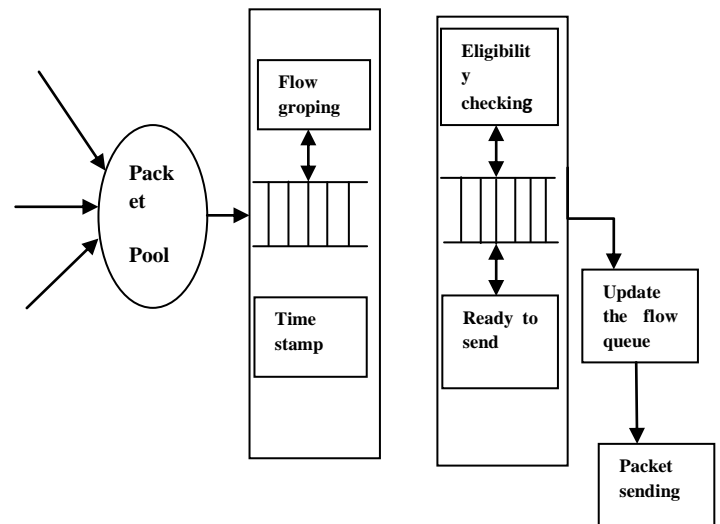 Pack
et
Pool
Flow
groping
Time
stamp
Eligibilit
y
checking
Ready to
send
Update
the flow
queue
Packet
sending